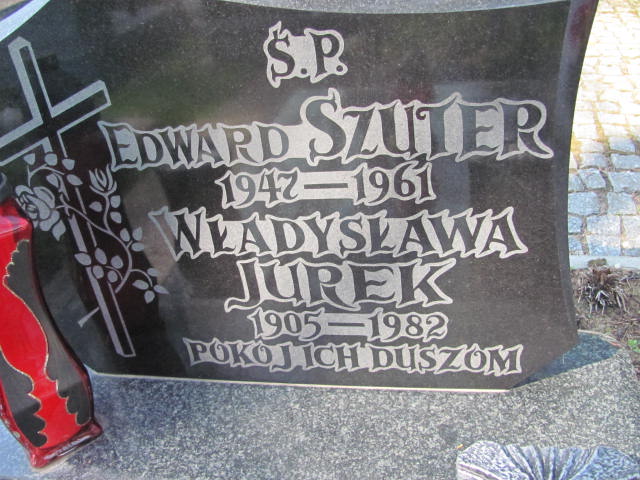 Ś.P.
EDWARD SZUTER
1947—1961
WŁADYSŁAWA
JUREK
1905—1982
POKÓJ ICH DUSZOM